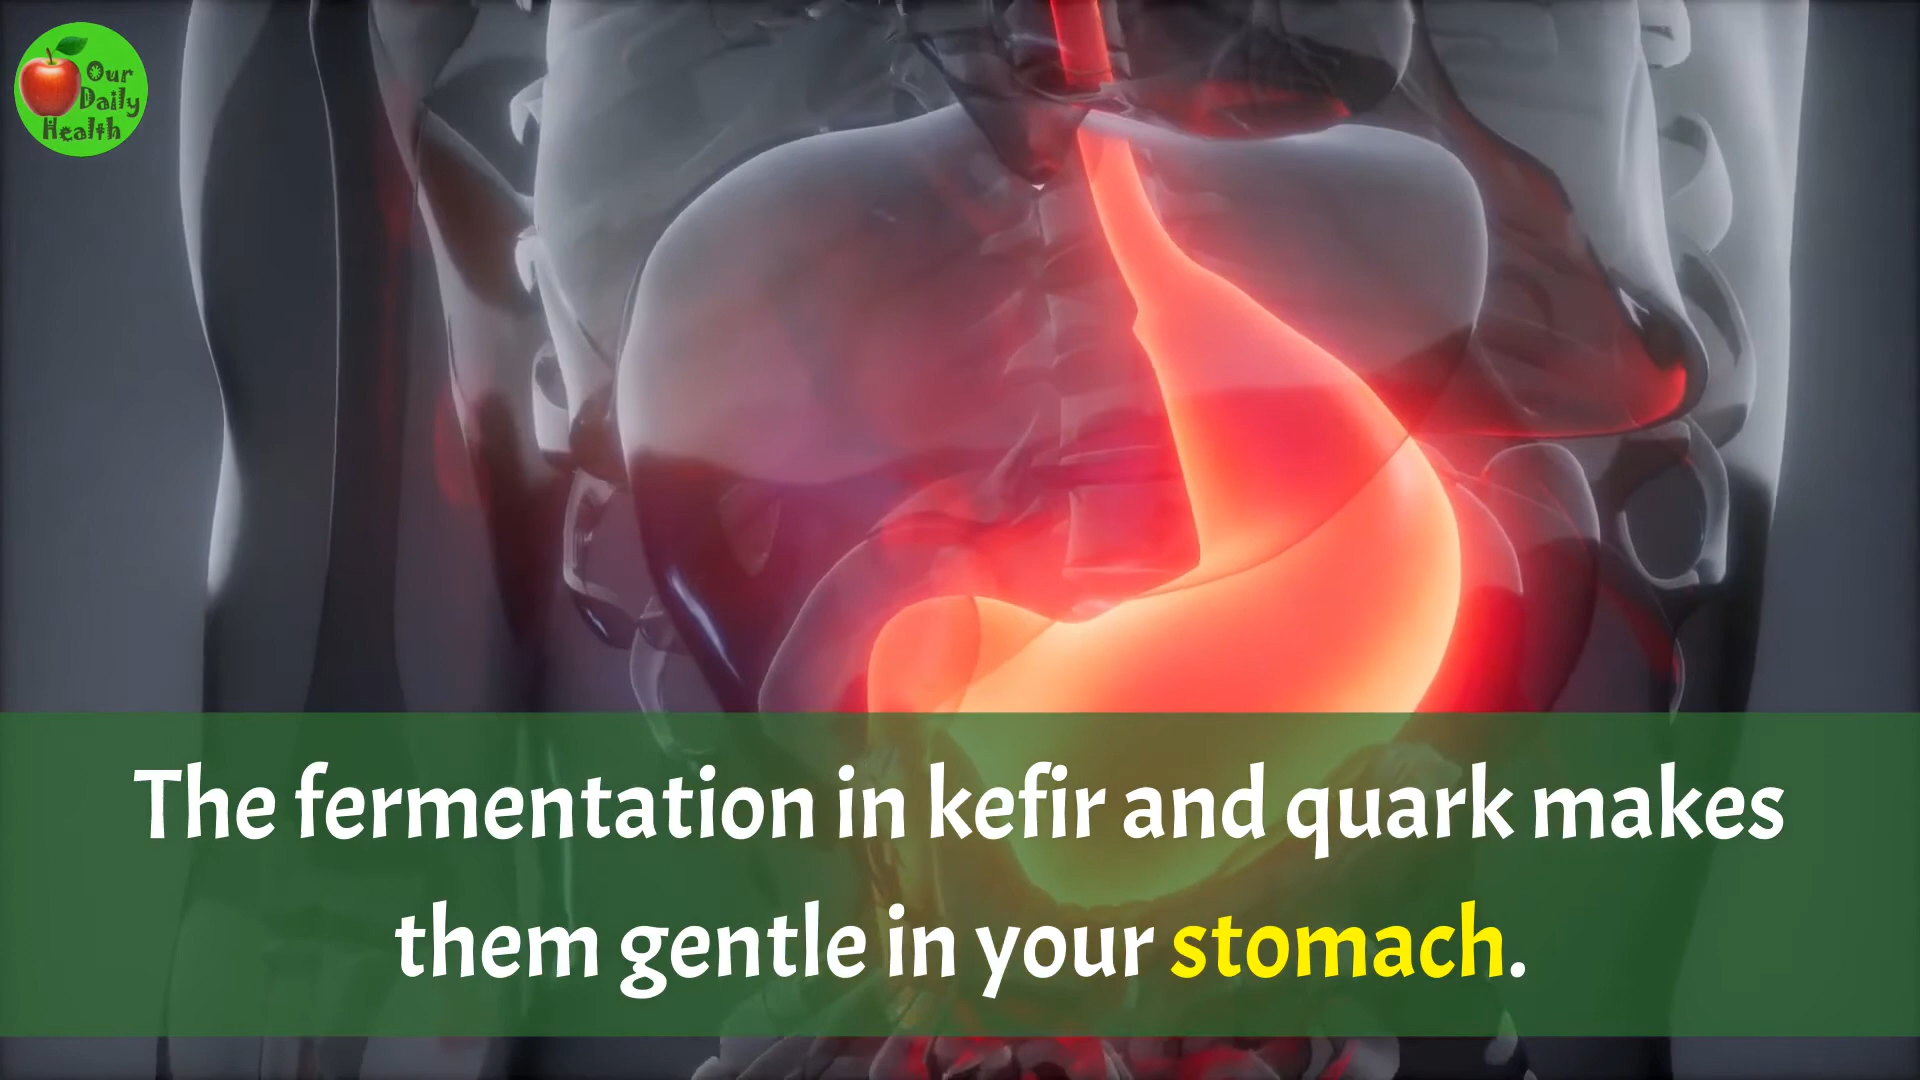 Our
Daily
Health
The fermentation in kefir and quark makes
them gentle in your stomach.